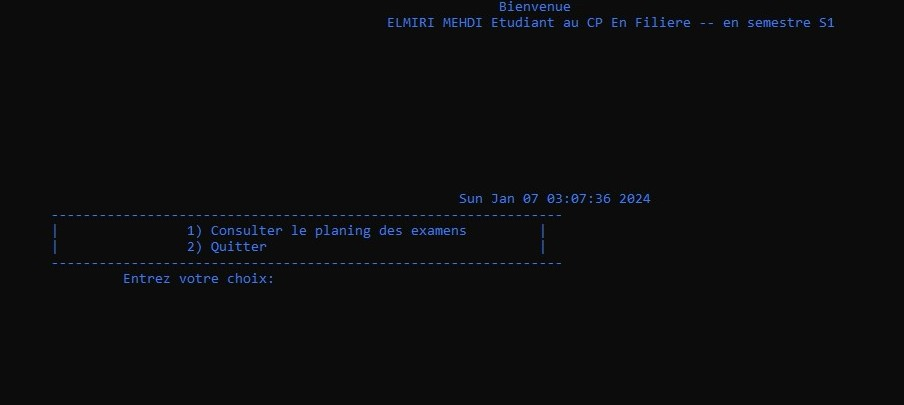 Bienvenue
ELMIRI MEHDI Etudiant au CP En Filiere -- en semestre S1
Sun Jan 07 03:07:36 2024
----------------------------------------------------------------
| 1) Consulter le planing des examens |
| 2) Quitter |
----------------------------------------------------------------
Entrez votre choix: